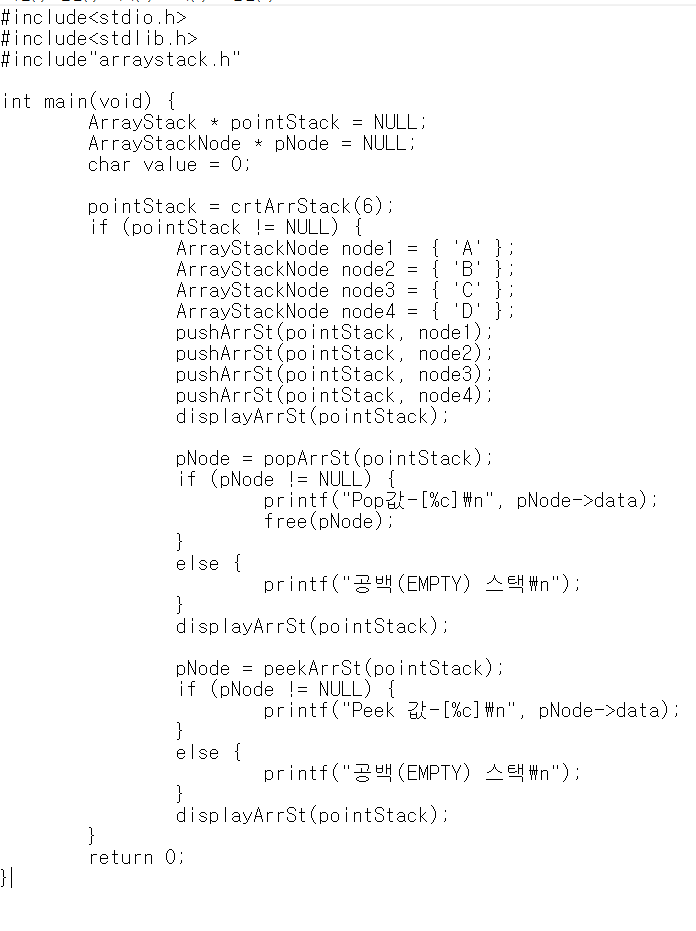 #include<stdio.h>
#include<stdlib.h>
#include"arraystack.h"
int main(void) {
ArrayStack * pointStack = NULL;
ArrayStackNode * pNode = NULL;
char value = 0;
pointStack = crtArrStack(6);
if (pointStack != NULL) {
ArrayStackNode node1 = { 'A' };
ArrayStackNode node2 = { 'B' };
ArrayStackNode node3 = { 'C' };
ArrayStackNode node4 = { 'D' };
pushArrSt(pointStack, node1);
pushArrSt(pointStack, node2);
pushArrSt(pointStack, node3);
pushArrSt(pointStack, node4);
displayArrSt(pointStack);
pNode = popArrSt(pointStack);
if (pNode != NULL) {
printf("Pop값-[%c]₩n", pNode->data);
free(pNode);
}
else {
printf("공백(EMPTY) 스택₩n");
}
displayArrSt(pointStack);
pNode = peekArrSt(pointStack);
if (pNode != NULL) {
printf("Peek 값-[%c]₩n", pNode->data);
}
else {
printf("공백(EMPTY) 스택₩n");
}
displayArrSt(pointStack);
}
return 0;
}